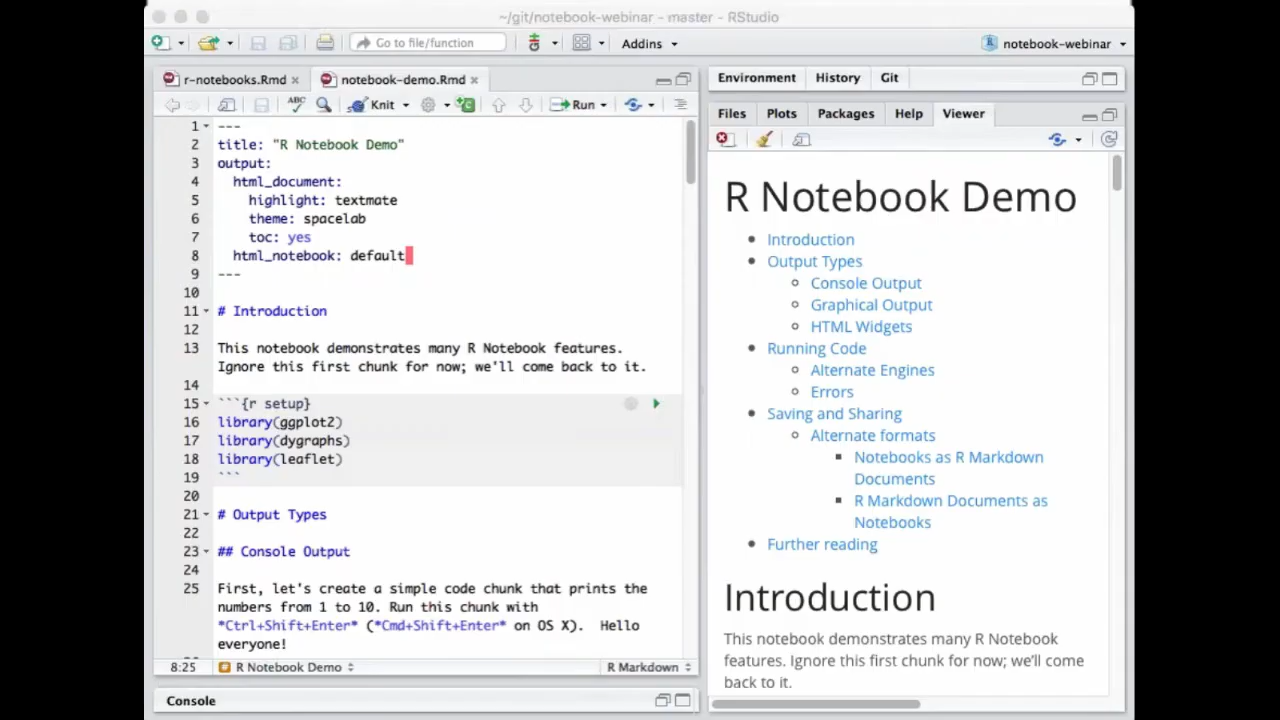 ~/git/notebook-webinar - master - RStudio
Go to file/function
Addins
notebook-webinar
r-notebooks.Rmd
notebook-demo.Rmd
ABC
Knit
Run
1 ---
2 title: "R Notebook Demo"
3 output:
4 html_document:
5 highlight: textmate
6 theme: spacelab
7 toc: yes
8 html_notebook: default
9 ---
10
11 # Introduction
12
13 This notebook demonstrates many R Notebook features.
Ignore this first chunk for now; we'll come back to it.
14
15 ```{r setup}
16 library(ggplot2)
17 library(dygraphs)
18 library(leaflet)
19 ```
20
21 # Output Types
22
23 ## Console Output
24
25 First, let's create a simple code chunk that prints the
numbers from 1 to 10. Run this chunk with
*Ctrl+Shift+Enter* (*Cmd+Shift+Enter* on OS X). Hello
everyone!
8:25
R Notebook Demo
R Markdown
Console
Environment
History
Git
Files
Plots
Packages
Help
Viewer
R Notebook Demo
Introduction
Output Types
Console Output
Graphical Output
HTML Widgets
Running Code
Alternate Engines
Errors
Saving and Sharing
Alternate formats
Notebooks as R Markdown
Documents
R Markdown Documents as
Notebooks
Further reading
Introduction
This notebook demonstrates many R Notebook
features. Ignore this first chunk for now; we'll come
back to it.